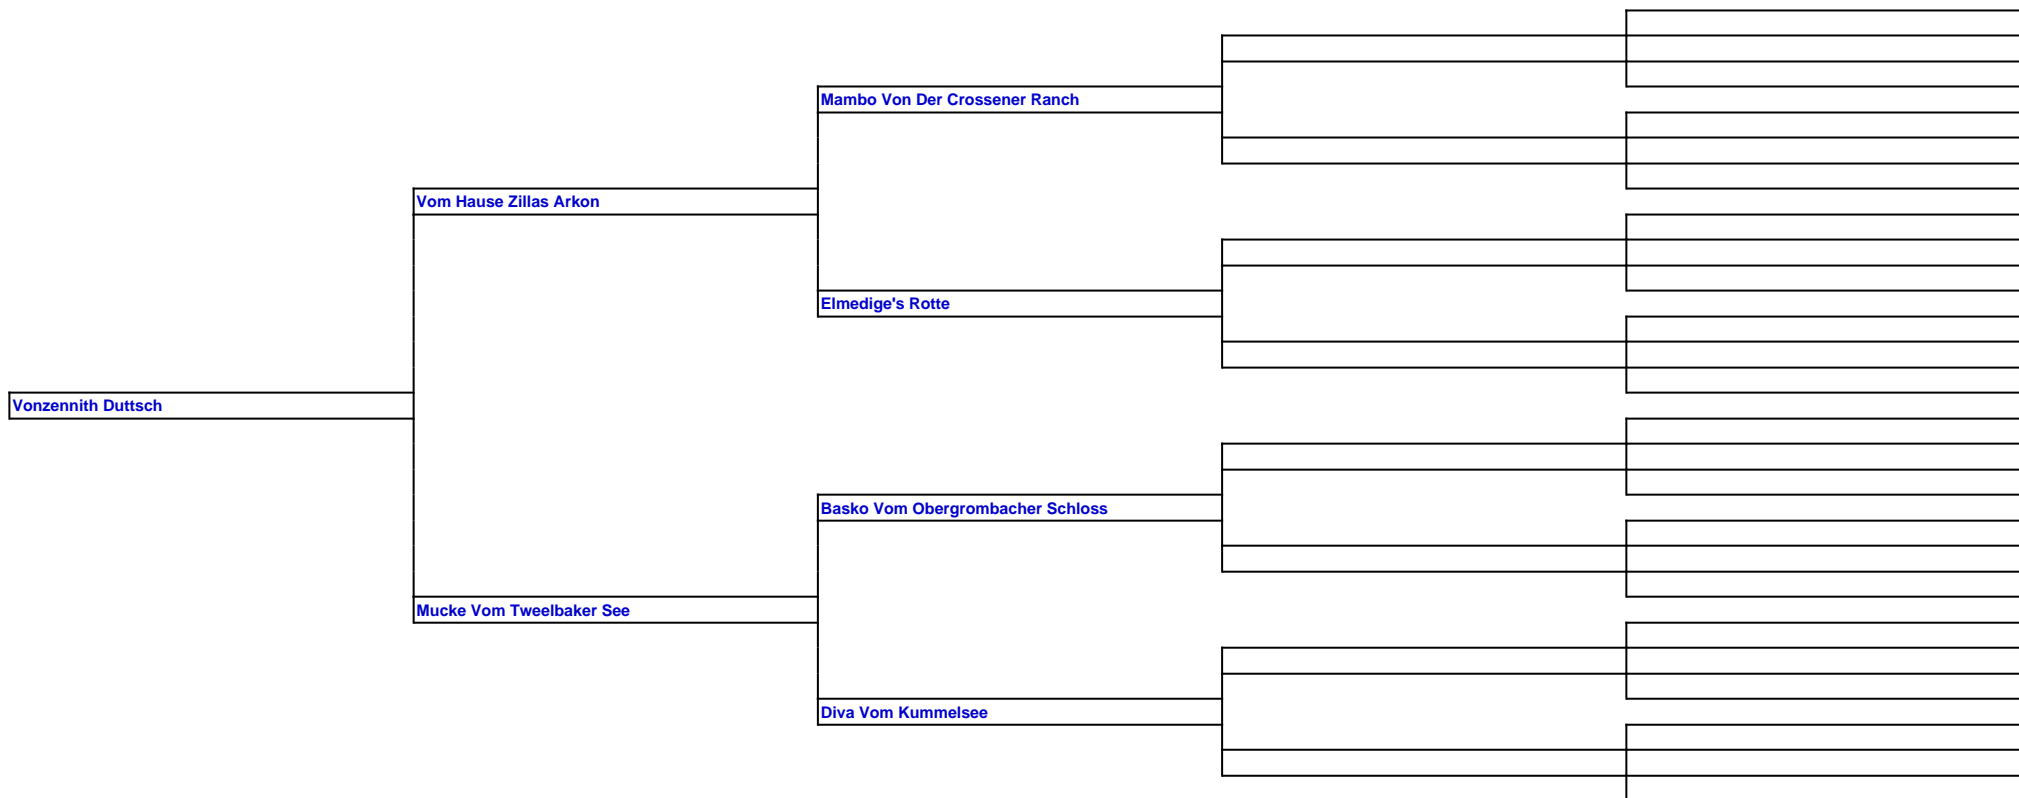 Mambo Von Der Crossener Ranch
Vom Hause Zillas Arkon
Elmedige's Rotte
Vonzennith Duttsch
Basko Vom Obergrombacher Schloss
Mucke Vom Tweelbaker See
Diva Vom Kummelsee